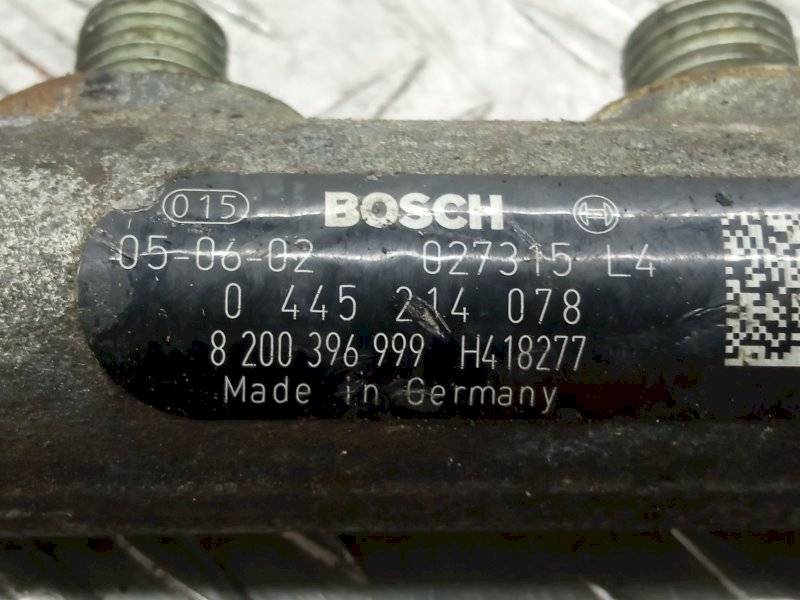 015 BOSCH
05-06-02 027315 L4
0 445 214 078
8 200 396 999 H418277
Made in Germany